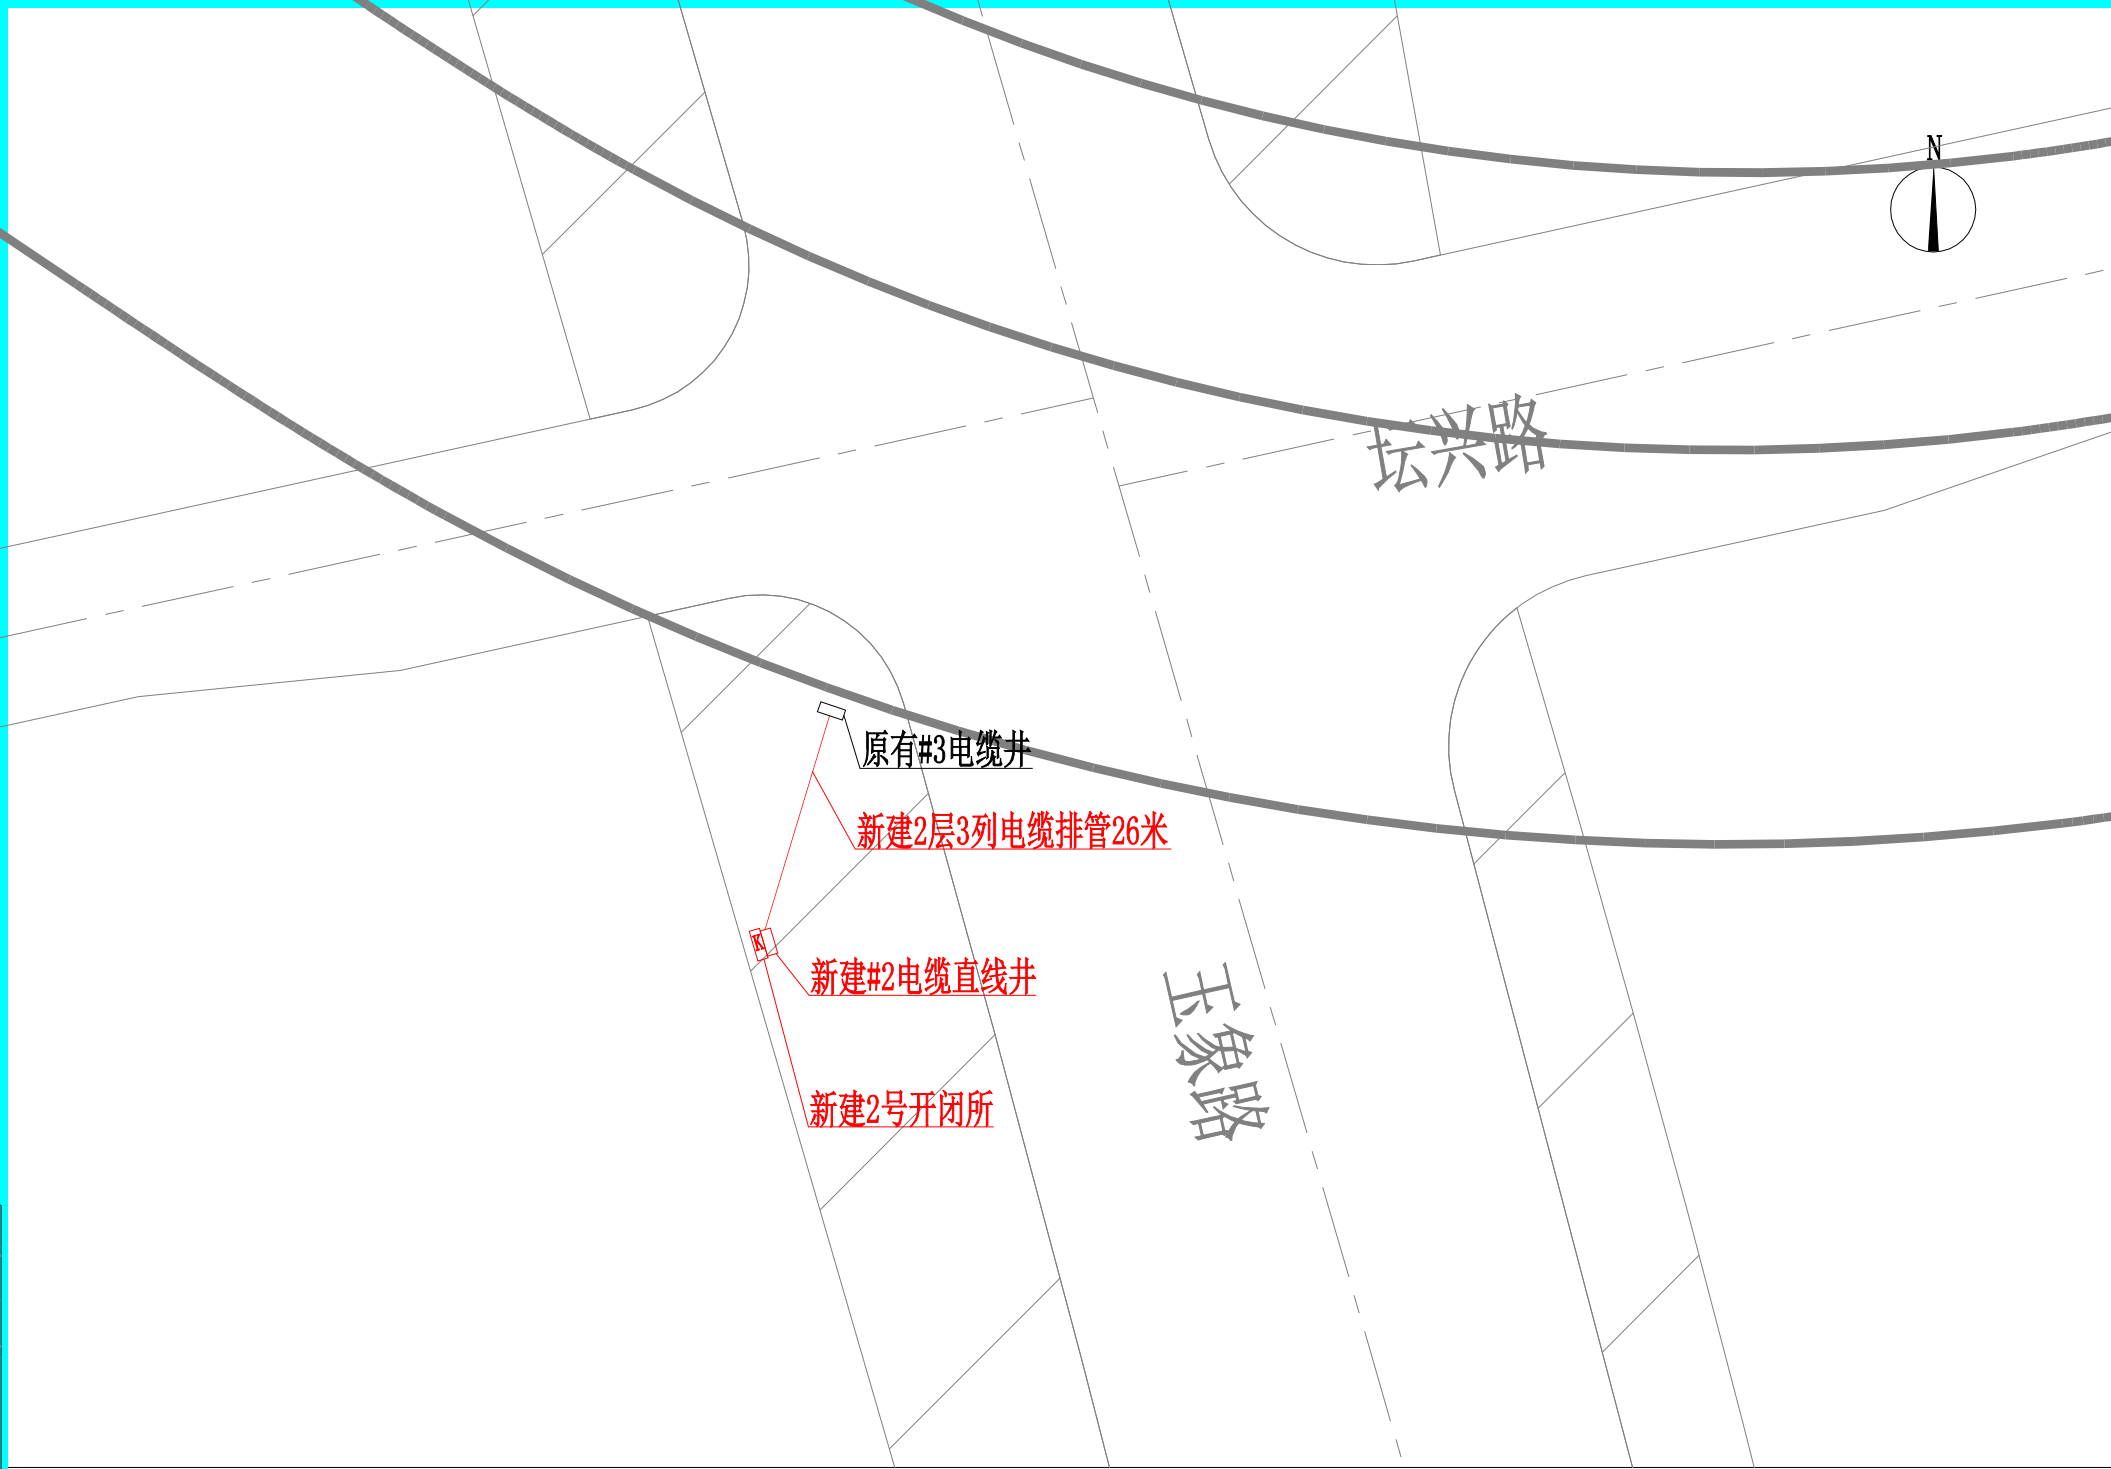 N
坛兴路
原有#3电缆井
新建2层3列电缆排管26米
K
新建#2电缆直线井
玉象路
新建2号开闭所